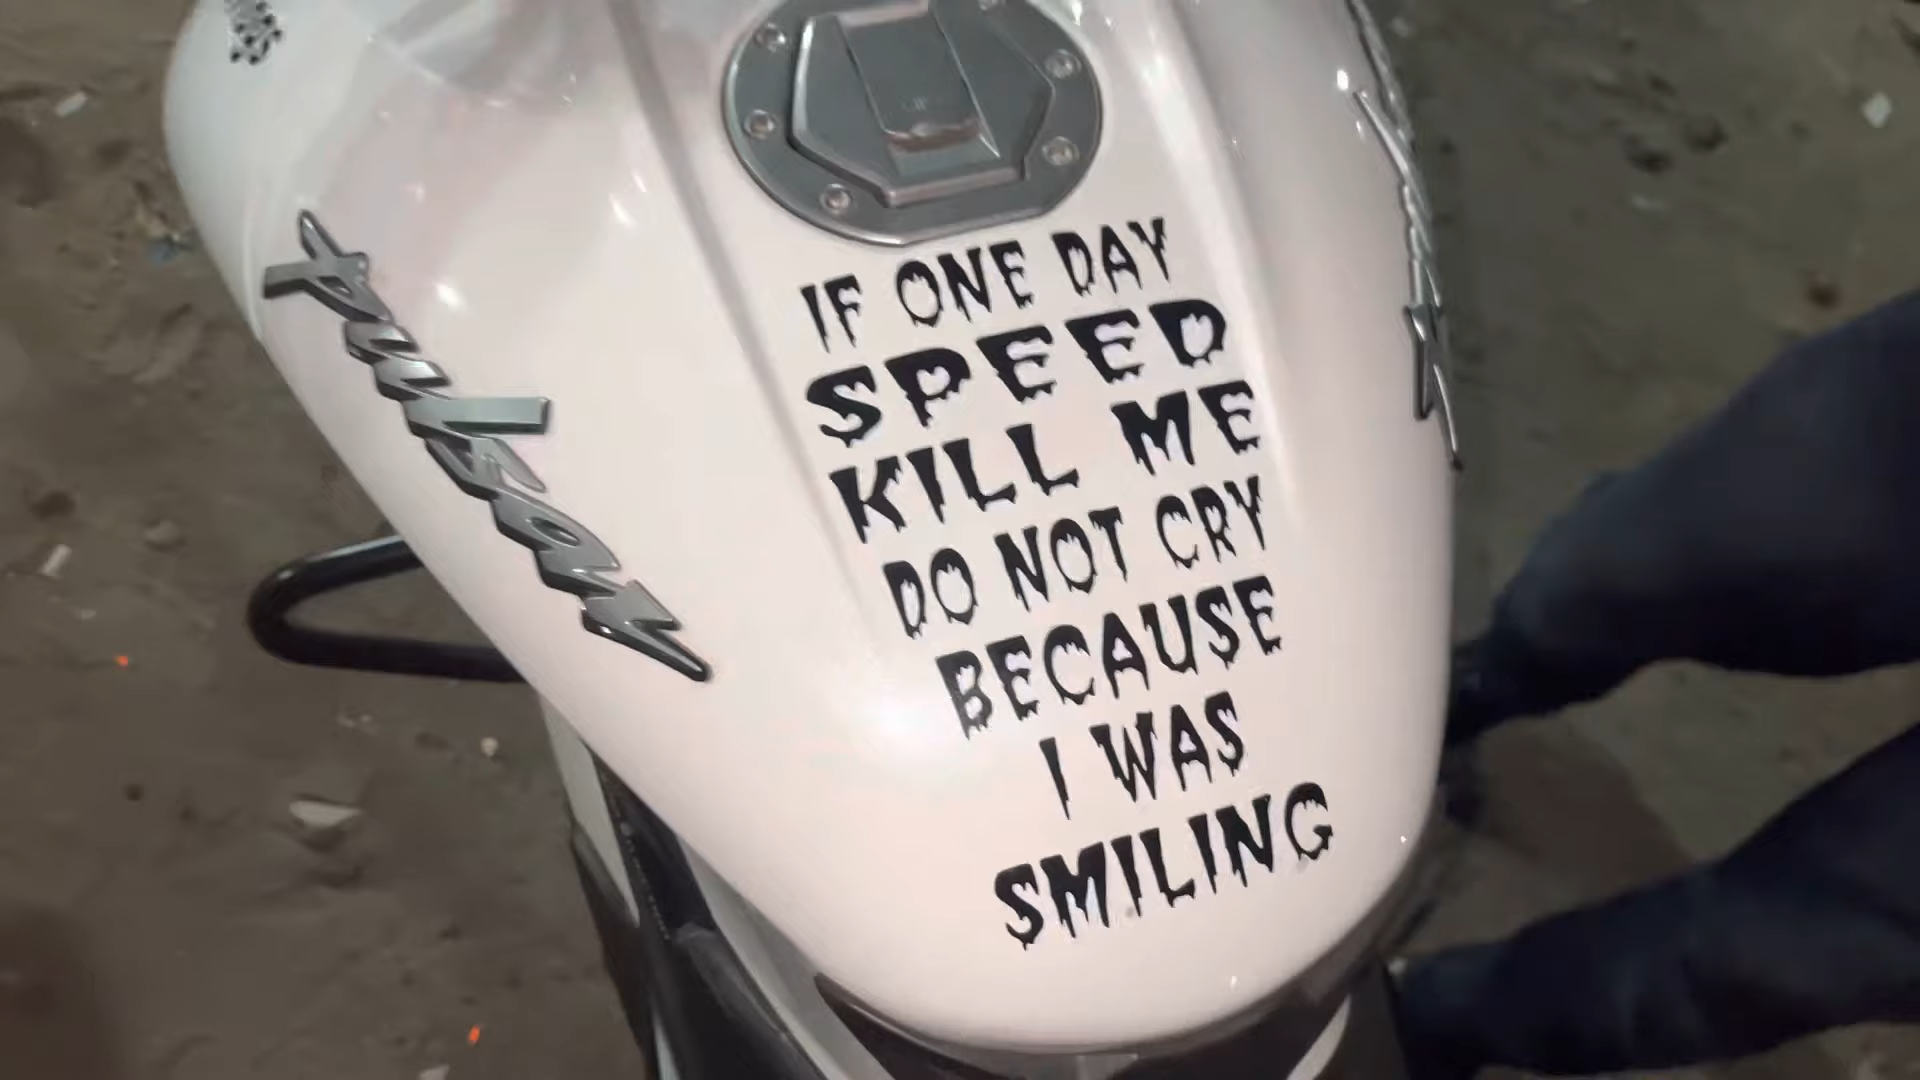 pulsar
IF ONE DAY
SPEED
KILL ME
DO NOT CRY
BECAUSE
I WAS
SMILING